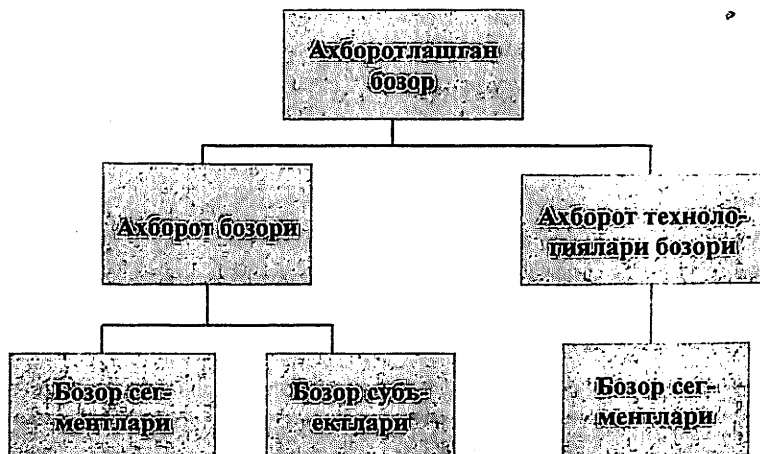 Ахборотлашган
бозор
Ахборот бозори
Ахборот техноло-
гиялари бозори
Бозор сег-
ментлари
Бозор субъ-
ектлари
Бозор сег-
ментлари